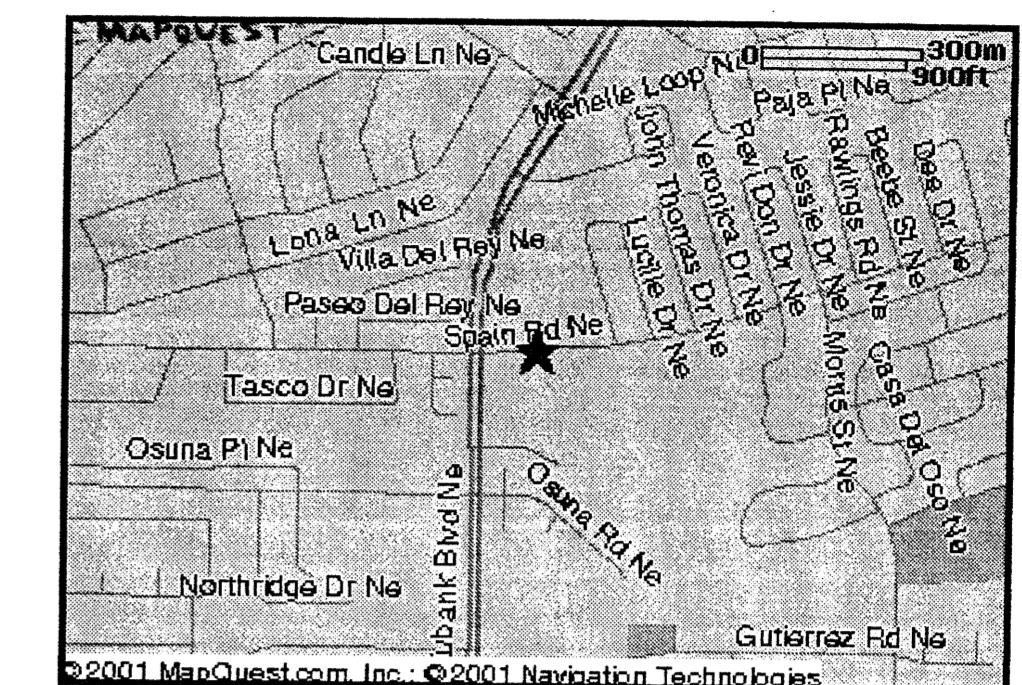 MAPQUEST
Candle Ln Ne
0 300m
900ft
Michelle Loop N
Paja Pl Ne
John Thomas Dr Ne
Veronica Dr Ne
Rev Don Dr Ne
Jessie Dr Ne
Rawlings Rd Ne
Beebe St Ne
Dee Dr Ne
Lona Ln Ne
Villa Del Rey Ne
Lucille Dr Ne
Paseo Del Rey Ne
Spain Rd Ne
Tasco Dr Ne
Morris St Ne
Casa Del Oso Ne
Osuna Pl Ne
Osuna Rd Ne
ubank Blvd Ne
Northridge Dr Ne
Gutierrez Rd Ne
©2001 MapQuest.com, Inc.; ©2001 Navigation Technologies